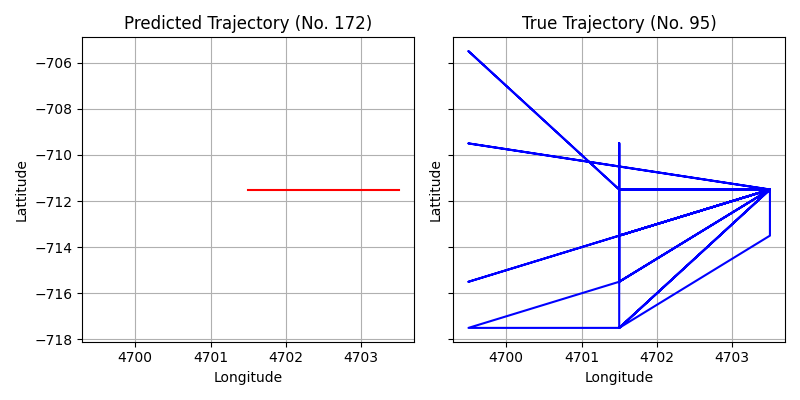 Predicted Trajectory (No. 172)
True Trajectory (No. 95)
−706
−708
−710
−712
−714
−716
−718
Lattitude
Lattitude
4700 4701 4702 4703
4700 4701 4702 4703
Longitude
Longitude